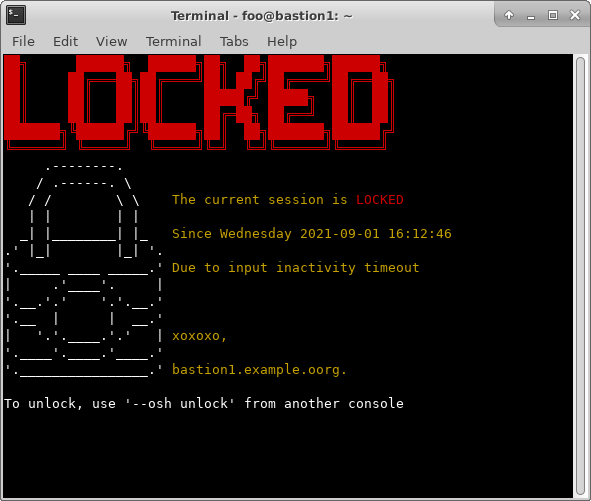 Terminal - foo@bastion1: ~
File Edit View Terminal Tabs Help
LOCKED
The current session is LOCKED
Since Wednesday 2021-09-01 16:12:46
Due to input inactivity timeout
xoxoxo,
bastion1.example.oorg.
To unlock, use '--osh unlock' from another console